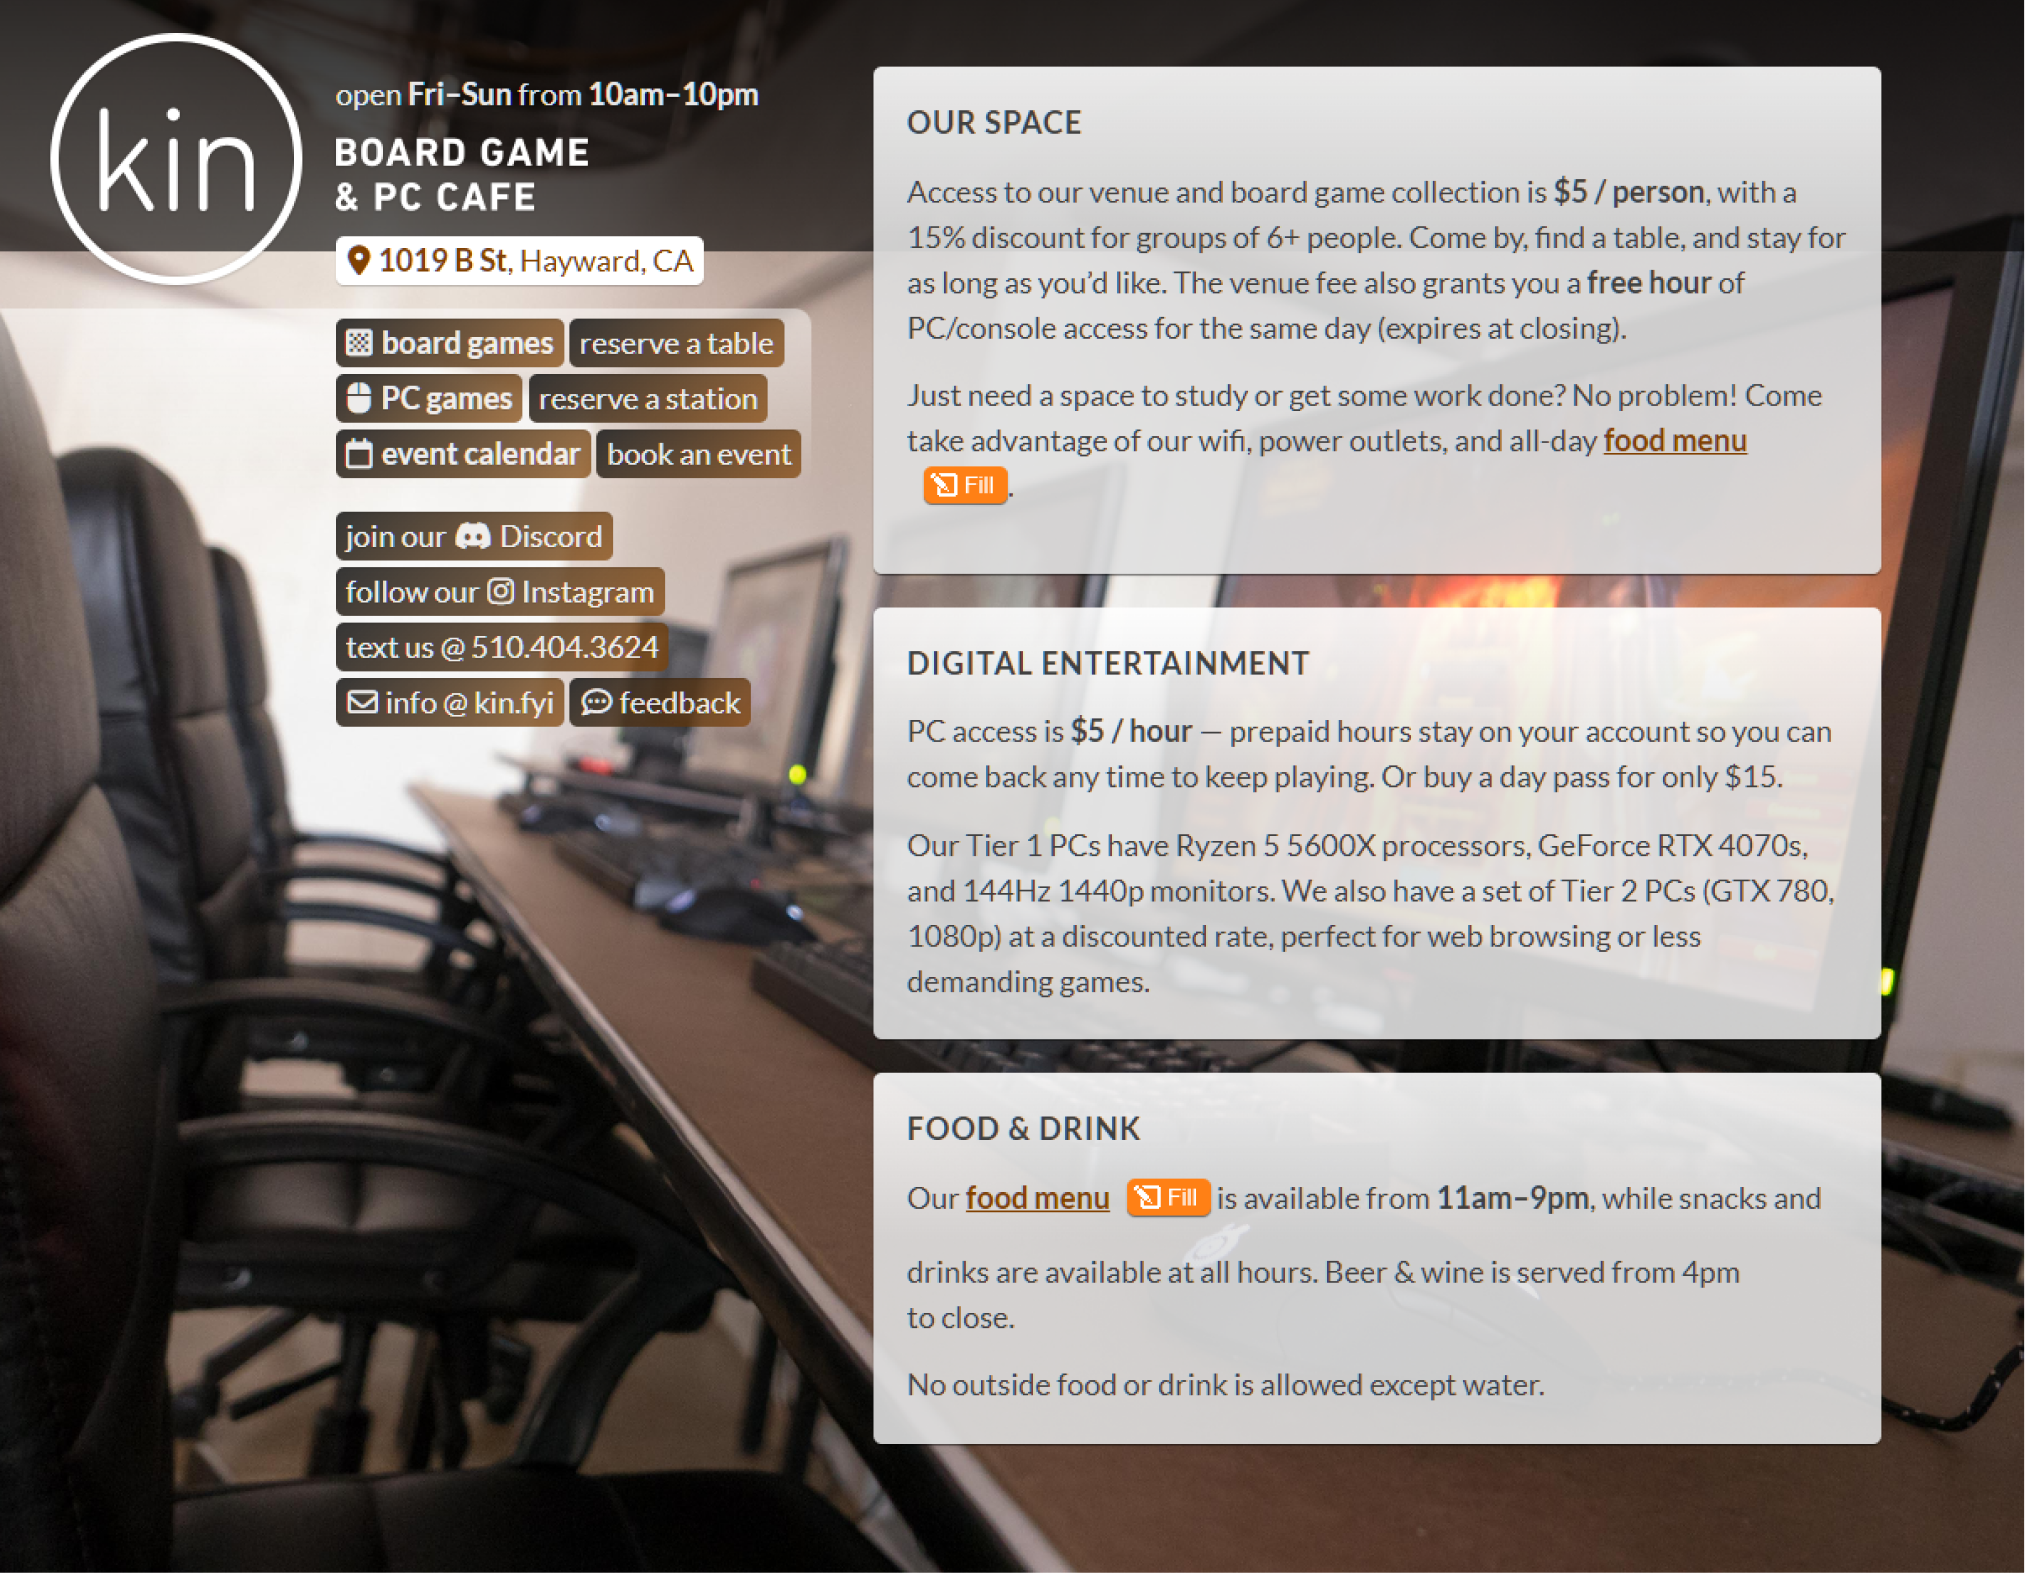 kin
open Fri–Sun from 10am–10pm
BOARD GAME
& PC CAFE
1019 B St, Hayward, CA
board games reserve a table
PC games reserve a station
event calendar book an event
join our Discord
follow our Instagram
text us @ 510.404.3624
info @ kin.fyi feedback
OUR SPACE
Access to our venue and board game collection is $5 / person, with a
15% discount for groups of 6+ people. Come by, find a table, and stay for
as long as you’d like. The venue fee also grants you a free hour of
PC/console access for the same day (expires at closing).
Just need a space to study or get some work done? No problem! Come
take advantage of our wifi, power outlets, and all-day food menu
Fill.
DIGITAL ENTERTAINMENT
PC access is $5 / hour — prepaid hours stay on your account so you can
come back any time to keep playing. Or buy a day pass for only $15.
Our Tier 1 PCs have Ryzen 5 5600X processors, GeForce RTX 4070s,
and 144Hz 1440p monitors. We also have a set of Tier 2 PCs (GTX 780,
1080p) at a discounted rate, perfect for web browsing or less
demanding games.
FOOD & DRINK
Our food menu Fill is available from 11am–9pm, while snacks and
drinks are available at all hours. Beer & wine is served from 4pm
to close.
No outside food or drink is allowed except water.